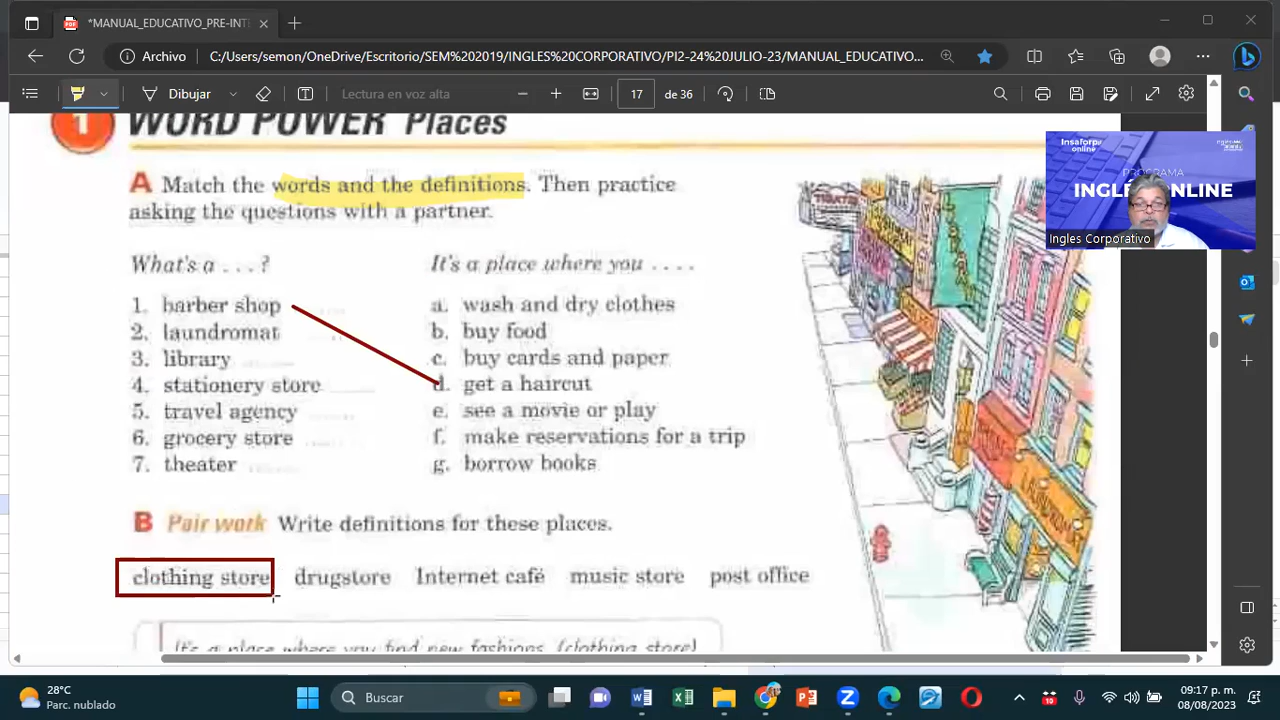 *MANUAL_EDUCATIVO_PRE-INT
Archivo C:/Users/semon/OneDrive/Escritorio/SEM%202019/INGLES%20CORPORATIVO/PI2-24%20JULIO-23/MANUAL_EDUCATIVO...
Dibujar Lectura en voz alta 17 de 36
1 WORD POWER Places
A Match the words and the definitions. Then practice
asking the questions with a partner.
What's a . . . ? It's a place where you . . . .
1. barber shop a. wash and dry clothes
2. laundromat b. buy food
3. library c. buy cards and paper
4. stationery store d. get a haircut
5. travel agency e. see a movie or play
6. grocery store f. make reservations for a trip
7. theater g. borrow books
B Pair work Write definitions for these places.
clothing store drugstore Internet café music store post office
It's a place where you find new fashions. (clothing store)
LAUNDROMAT
Insaforp
online
PROGRAMA
INGLÉS ONLINE
Ingles Corporativo
28°C
Parc. nublado
Buscar
09:17 p. m.
08/08/2023